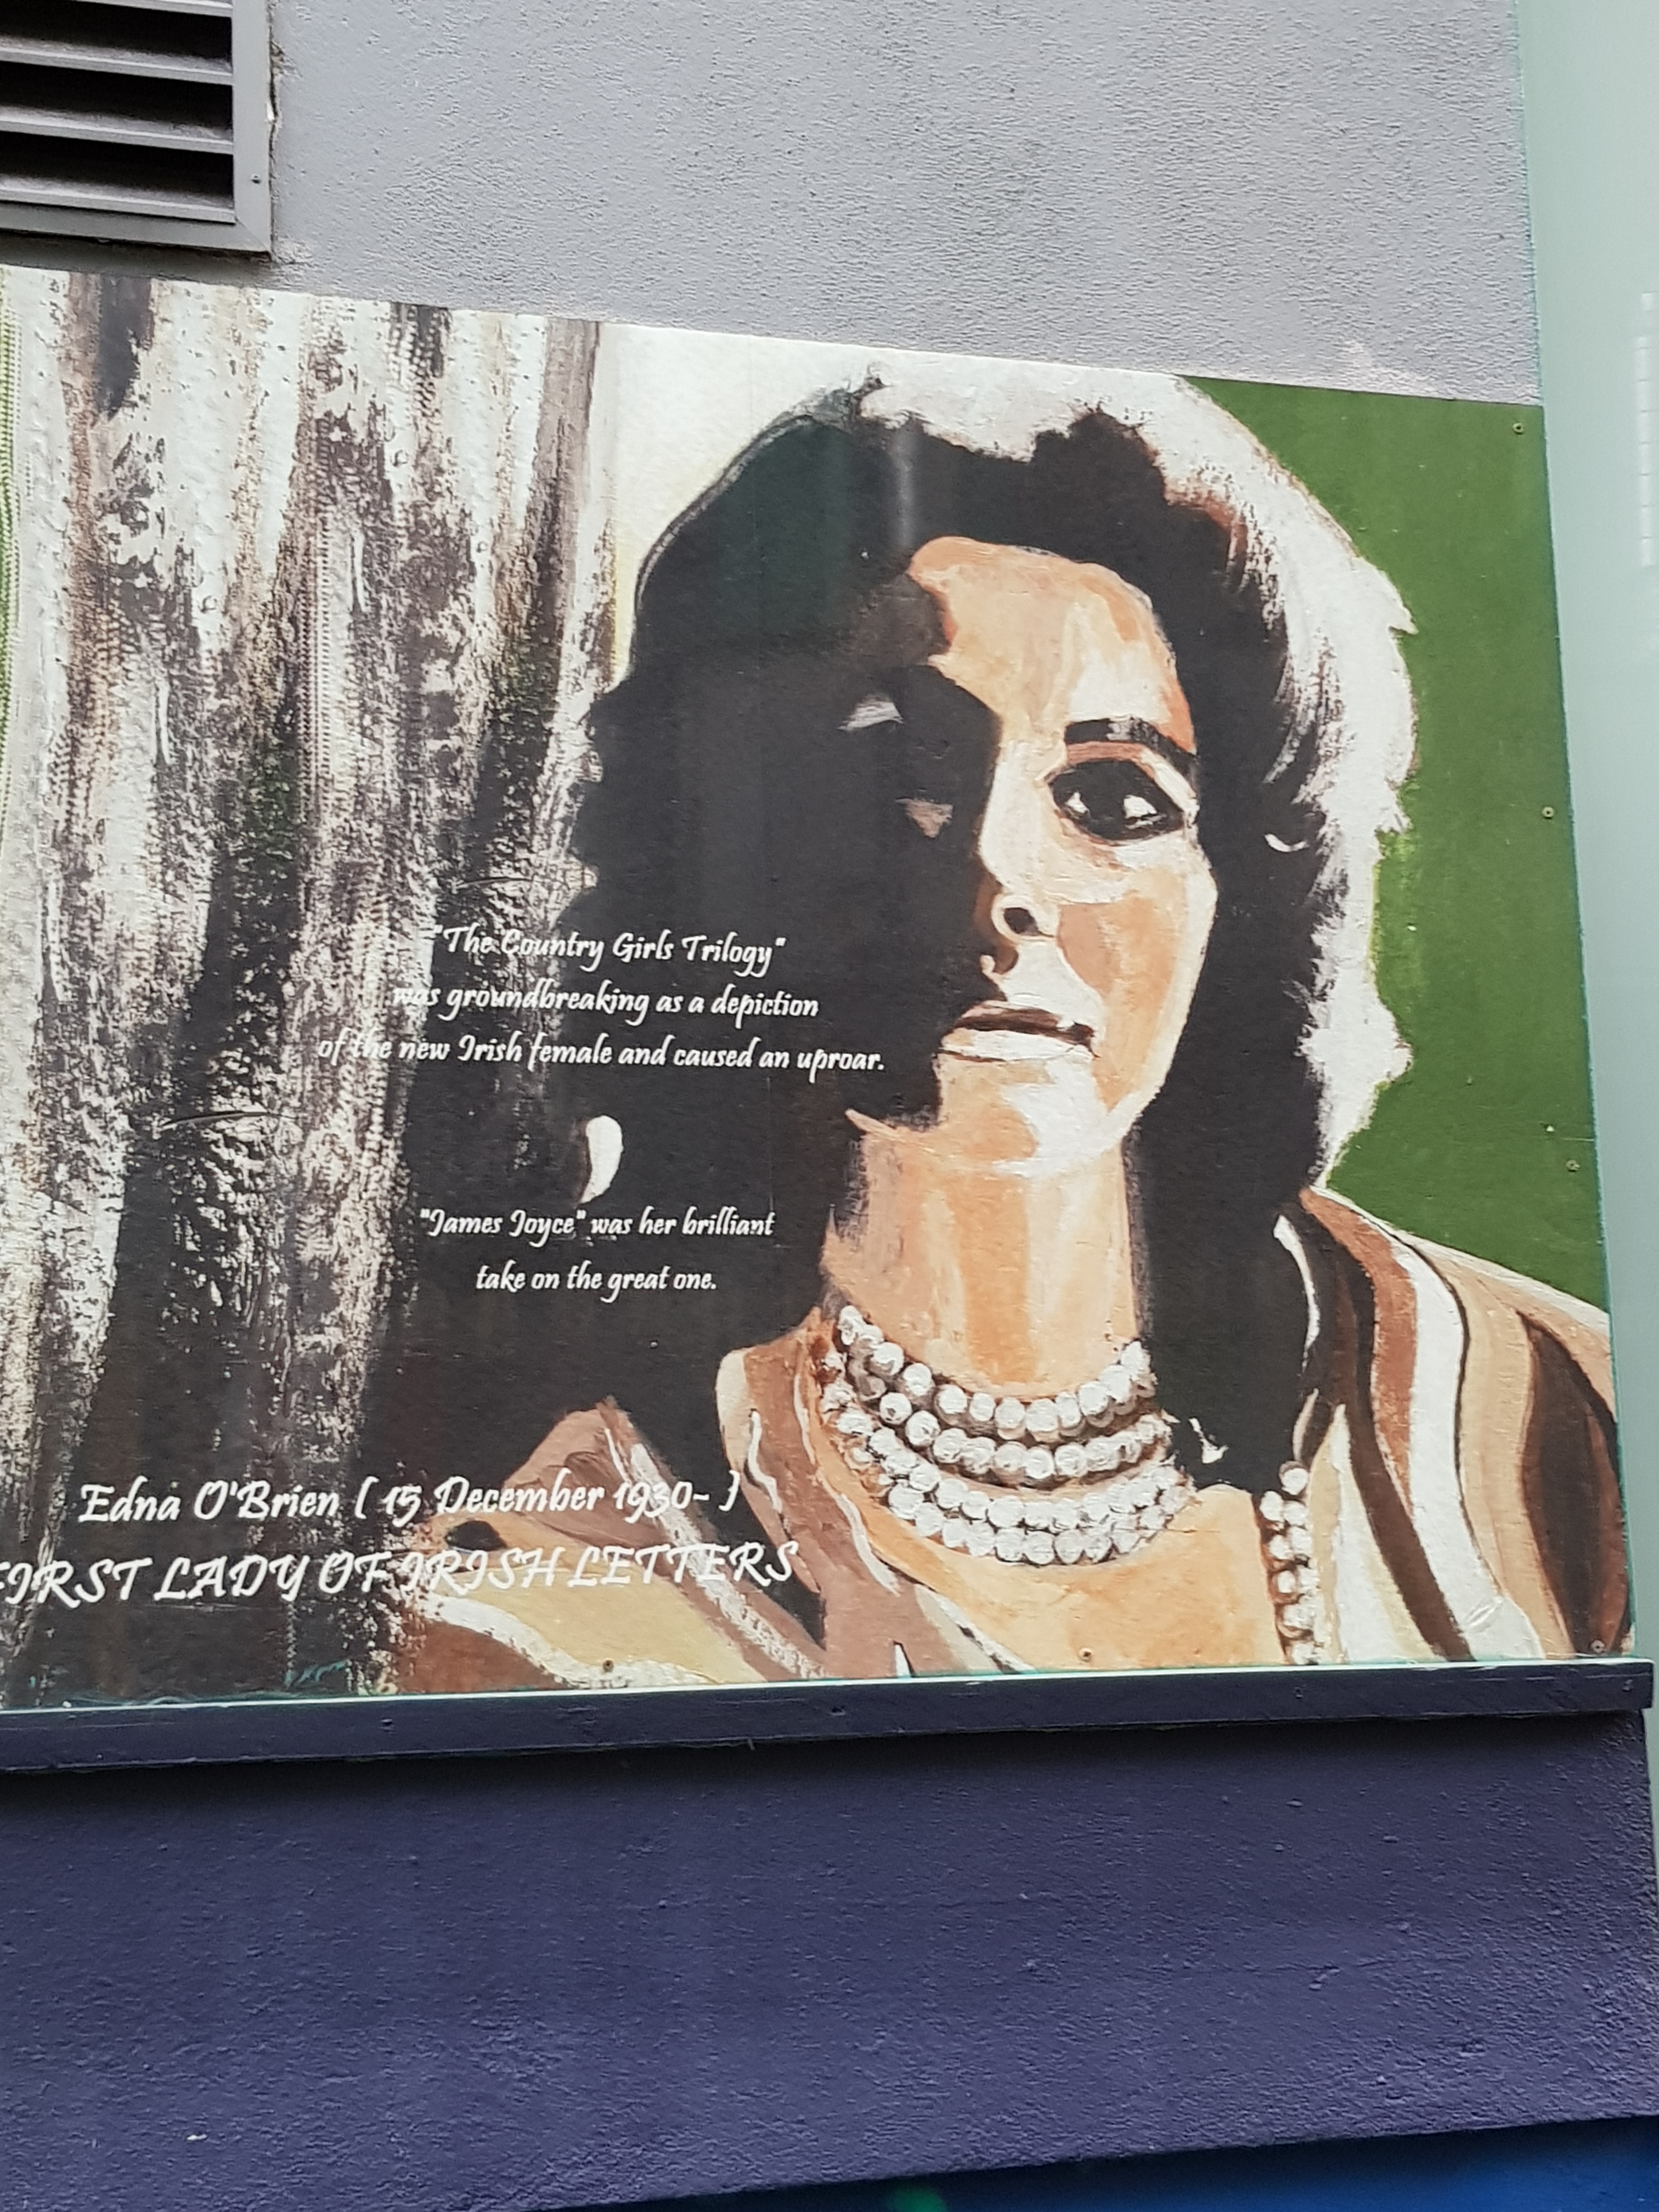 "The Country Girls Trilogy"
was groundbreaking as a depiction
of the new Irish female and caused an uproar.
"James Joyce" was her brilliant
take on the great one.
Edna O'Brien ( 15 December 1930- )
FIRST LADY OF IRISH LETTERS